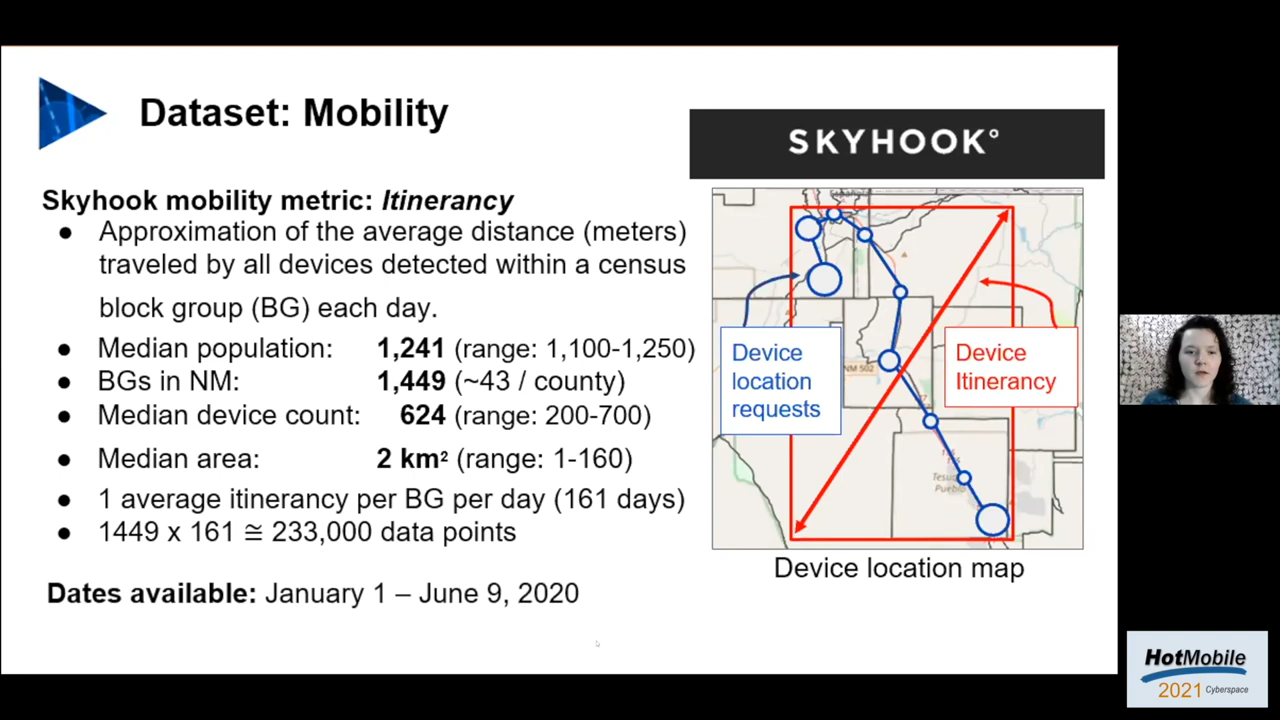 Dataset: Mobility
SKYHOOK°
Skyhook mobility metric: Itinerancy
● Approximation of the average distance (meters)
traveled by all devices detected within a census
block group (BG) each day.
● Median population: 1,241 (range: 1,100-1,250)
● BGs in NM: 1,449 (~43 / county)
● Median device count: 624 (range: 200-700)
● Median area: 2 km² (range: 1-160)
● 1 average itinerancy per BG per day (161 days)
● 1449 x 161 ≅ 233,000 data points
Dates available: January 1 – June 9, 2020
Device
location
requests
Device
Itinerancy
NM 502
Pueblo
Device location map
HotMobile
2021 Cyberspace